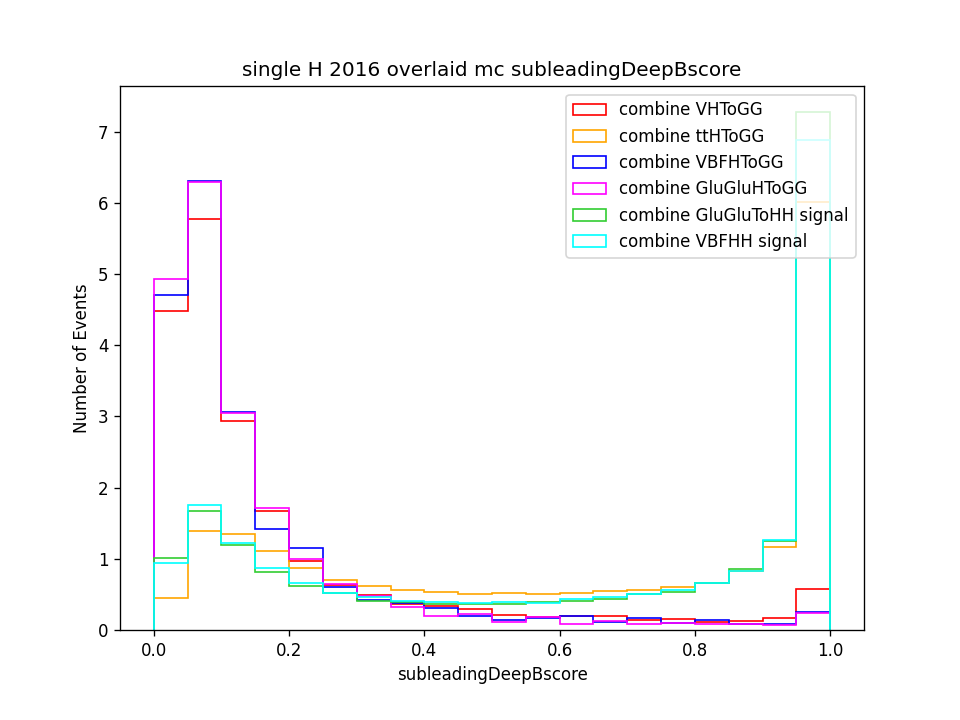 single H 2016 overlaid mc subleadingDeepBscore
combine VHToGG
combine ttHToGG
combine VBFHToGG
combine GluGluHToGG
combine GluGluToHH signal
combine VBFHH signal
Number of Events
7
6
5
4
3
2
1
0
0.0 0.2 0.4 0.6 0.8 1.0
subleadingDeepBscore